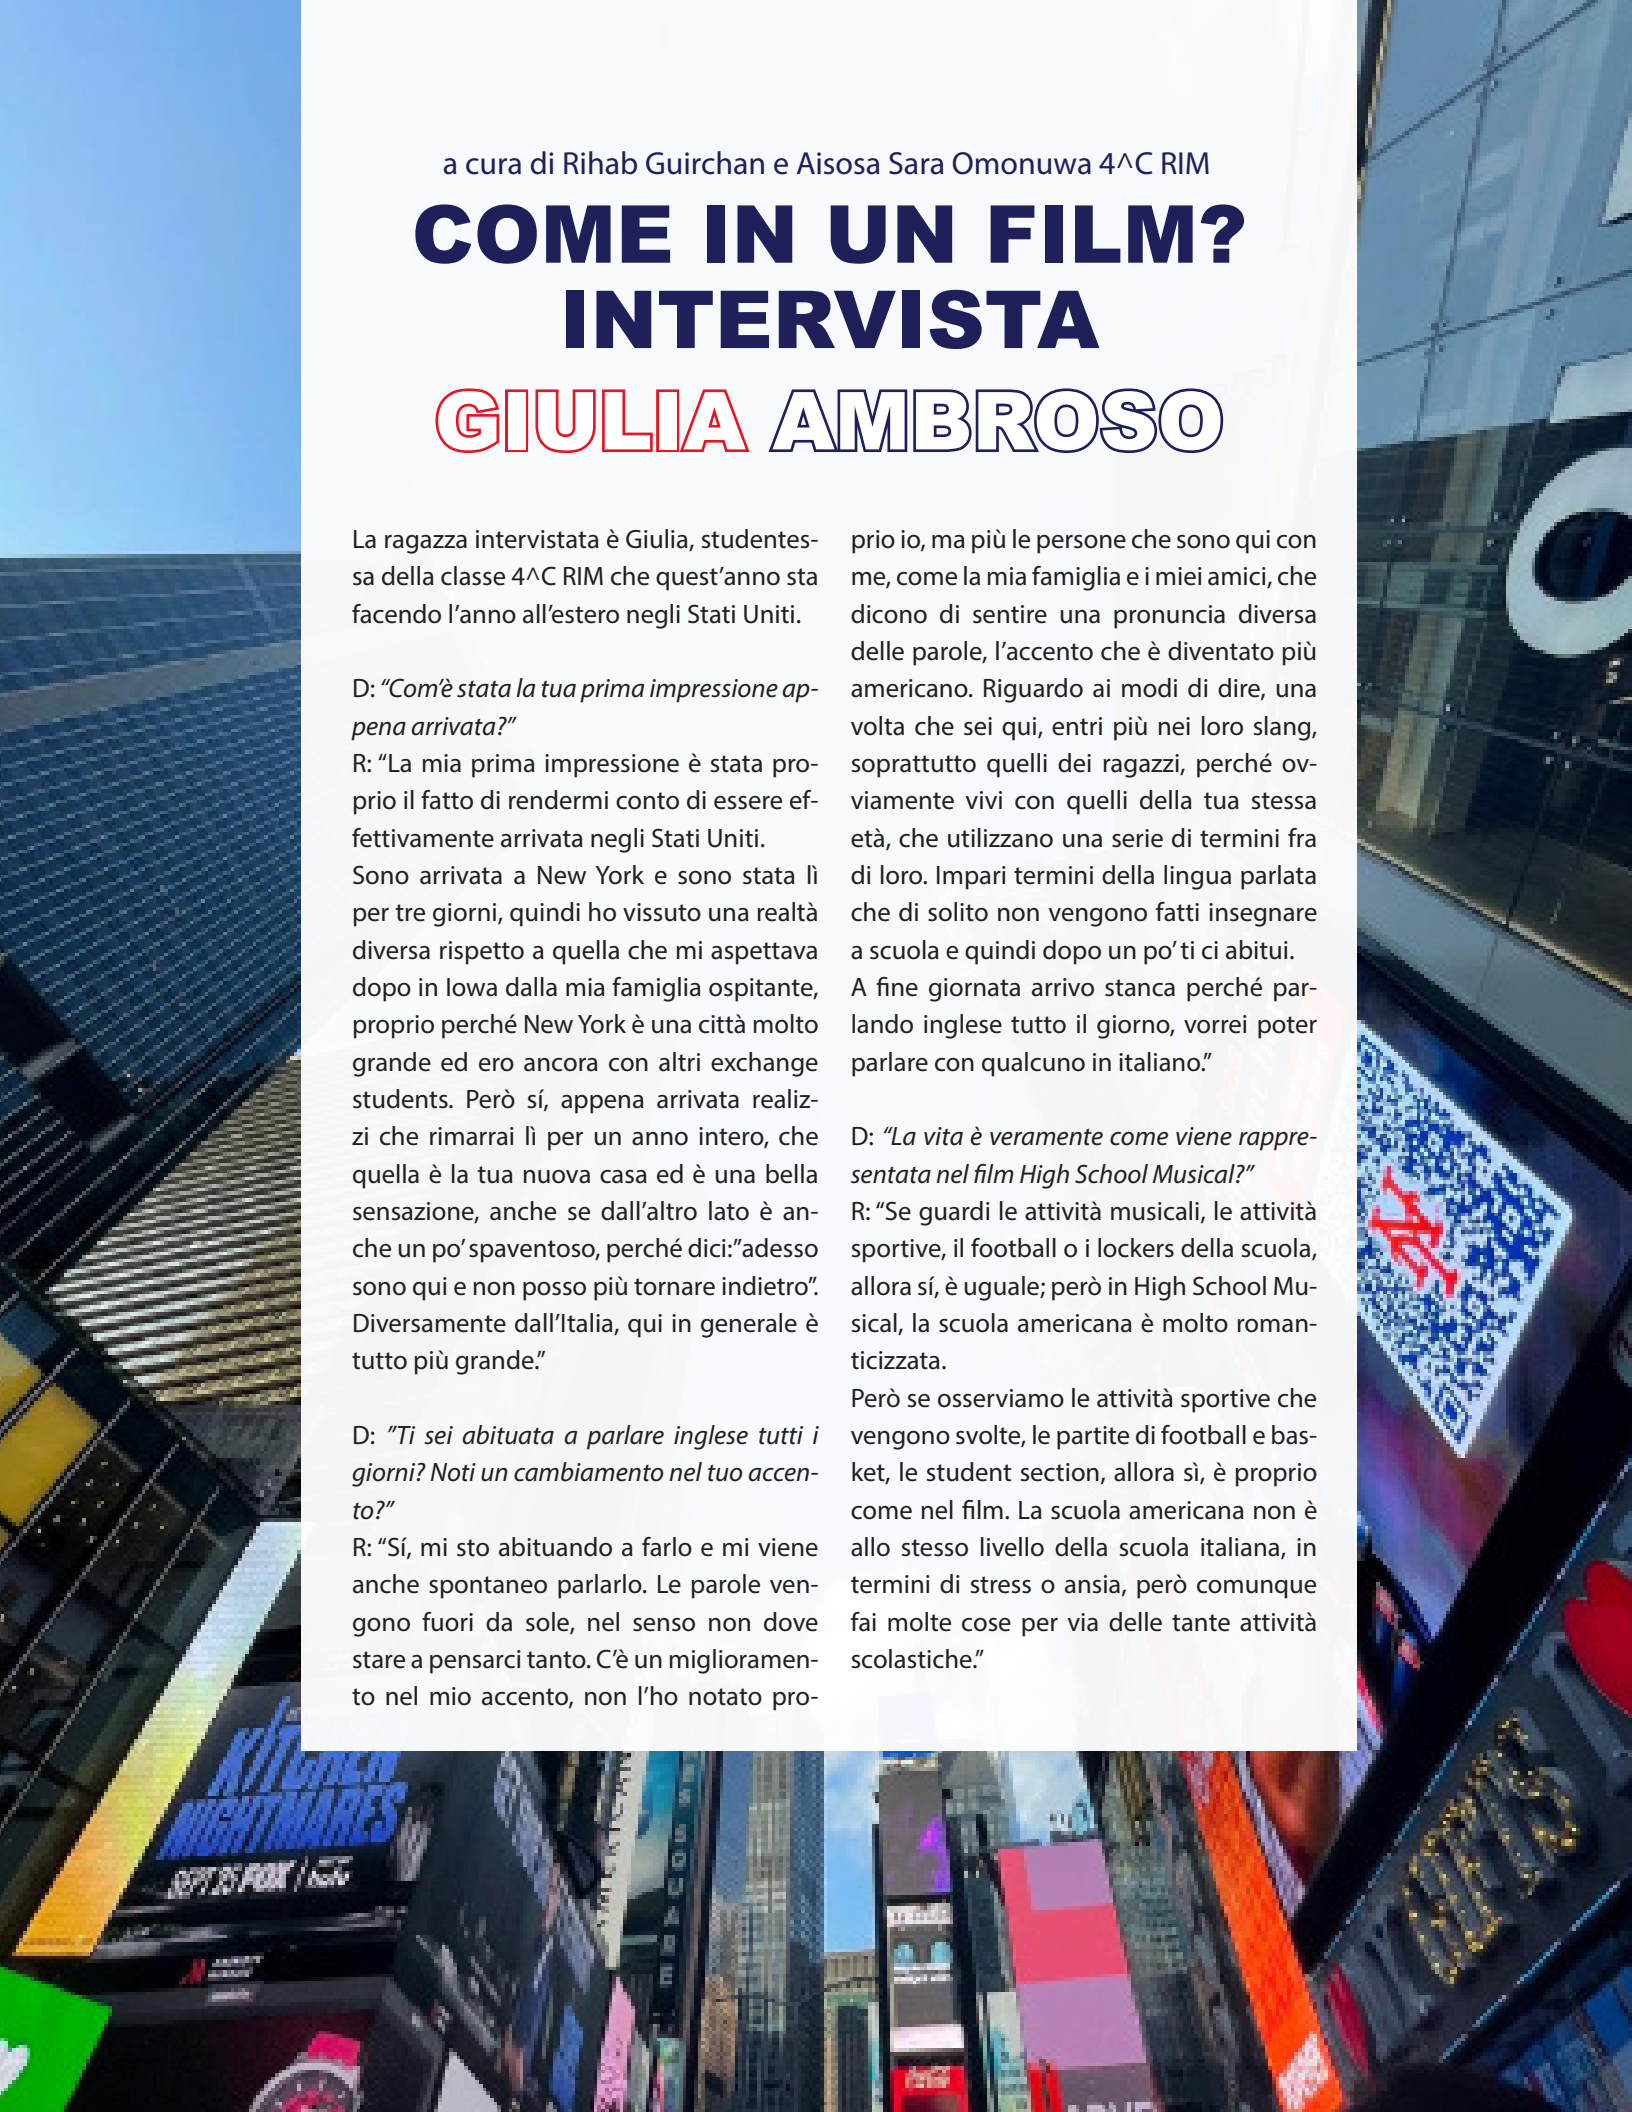 a cura di Rihab Guirchan e Aisosa Sara Omonuwa 4^C RIM
COME IN UN FILM?
INTERVISTA
GIULIA AMBROSO
La ragazza intervistata è Giulia, studentes-
sa della classe 4^C RIM che quest’anno sta
facendo l’anno all’estero negli Stati Uniti.
D: “Com’è stata la tua prima impressione ap-
pena arrivata?”
R: “La mia prima impressione è stata pro-
prio il fatto di rendermi conto di essere ef-
fettivamente arrivata negli Stati Uniti.
Sono arrivata a New York e sono stata lì
per tre giorni, quindi ho vissuto una realtà
diversa rispetto a quella che mi aspettava
dopo in Iowa dalla mia famiglia ospitante,
proprio perché New York è una città molto
grande ed ero ancora con altri exchange
students. Però sí, appena arrivata realiz-
zi che rimarrai lì per un anno intero, che
quella è la tua nuova casa ed è una bella
sensazione, anche se dall’altro lato è an-
che un po’ spaventoso, perché dici:”adesso
sono qui e non posso più tornare indietro”.
Diversamente dall’Italia, qui in generale è
tutto più grande.”
D: ”Ti sei abituata a parlare inglese tutti i
giorni? Noti un cambiamento nel tuo accen-
to?”
R: “Sí, mi sto abituando a farlo e mi viene
anche spontaneo parlarlo. Le parole ven-
gono fuori da sole, nel senso non dove
stare a pensarci tanto. C’è un miglioramen-
to nel mio accento, non l’ho notato pro-
prio io, ma più le persone che sono qui con
me, come la mia famiglia e i miei amici, che
dicono di sentire una pronuncia diversa
delle parole, l’accento che è diventato più
americano. Riguardo ai modi di dire, una
volta che sei qui, entri più nei loro slang,
soprattutto quelli dei ragazzi, perché ov-
viamente vivi con quelli della tua stessa
età, che utilizzano una serie di termini fra
di loro. Impari termini della lingua parlata
che di solito non vengono fatti insegnare
a scuola e quindi dopo un po’ ti ci abitui.
A fine giornata arrivo stanca perché par-
lando inglese tutto il giorno, vorrei poter
parlare con qualcuno in italiano.”
D: “La vita è veramente come viene rappre-
sentata nel film High School Musical?”
R: “Se guardi le attività musicali, le attività
sportive, il football o i lockers della scuola,
allora sí, è uguale; però in High School Mu-
sical, la scuola americana è molto roman-
ticizzata.
Però se osserviamo le attività sportive che
vengono svolte, le partite di football e bas-
ket, le student section, allora sì, è proprio
come nel film. La scuola americana non è
allo stesso livello della scuola italiana, in
termini di stress o ansia, però comunque
fai molte cose per via delle tante attività
scolastiche.”
KITCHEN
NIGHTMARES
SEPT 25 FOX